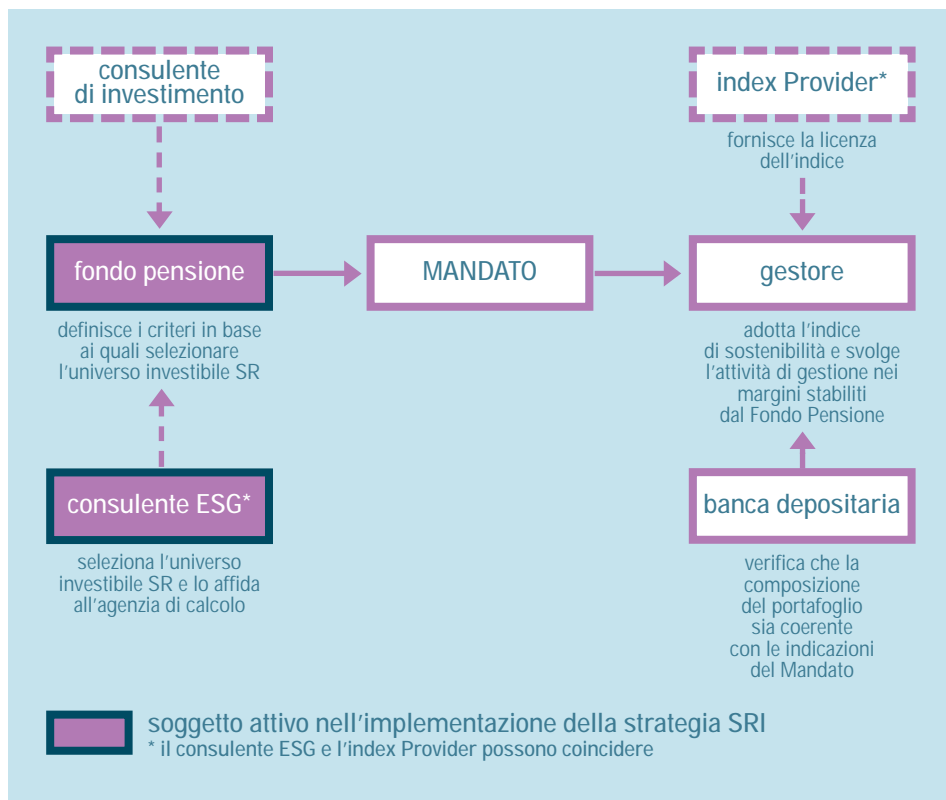 consulente
di investimento
index Provider*
fornisce la licenza
dell'indice
fondo pensione
MANDATO
gestore
definisce i criteri in base
ai quali selezionare
l'universo investibile SR
adotta l'indice
di sostenibilità e svolge
l'attività di gestione nei
margini stabiliti
dal Fondo Pensione
consulente ESG*
banca depositaria
seleziona l'universo
investibile SR e lo affida
all'agenzia di calcolo
verifica che la
composizione
del portafoglio
sia coerente
con le indicazioni
del Mandato
soggetto attivo nell'implementazione della strategia SRI
* il consulente ESG e l'index Provider possono coincidere